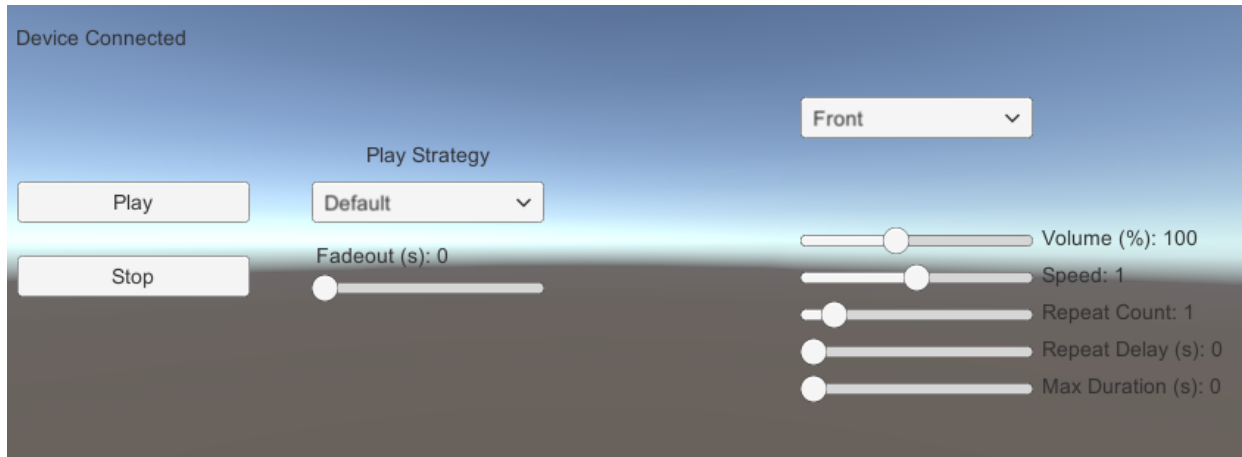 Device Connected
Front
Play Strategy
Play
Default
Volume (%): 100
Fadeout (s): 0
Stop
Speed: 1
Repeat Count: 1
Repeat Delay (s): 0
Max Duration (s): 0